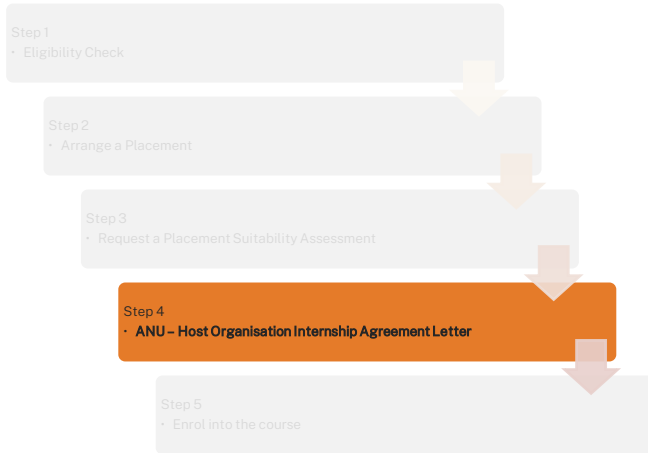 Step 1
• Eligibility Check
Step 2
• Arrange a Placement
Step 3
• Request a Placement Suitability Assessment
Step 4
• ANU – Host Organisation Internship Agreement Letter
Step 5
• Enrol into the course